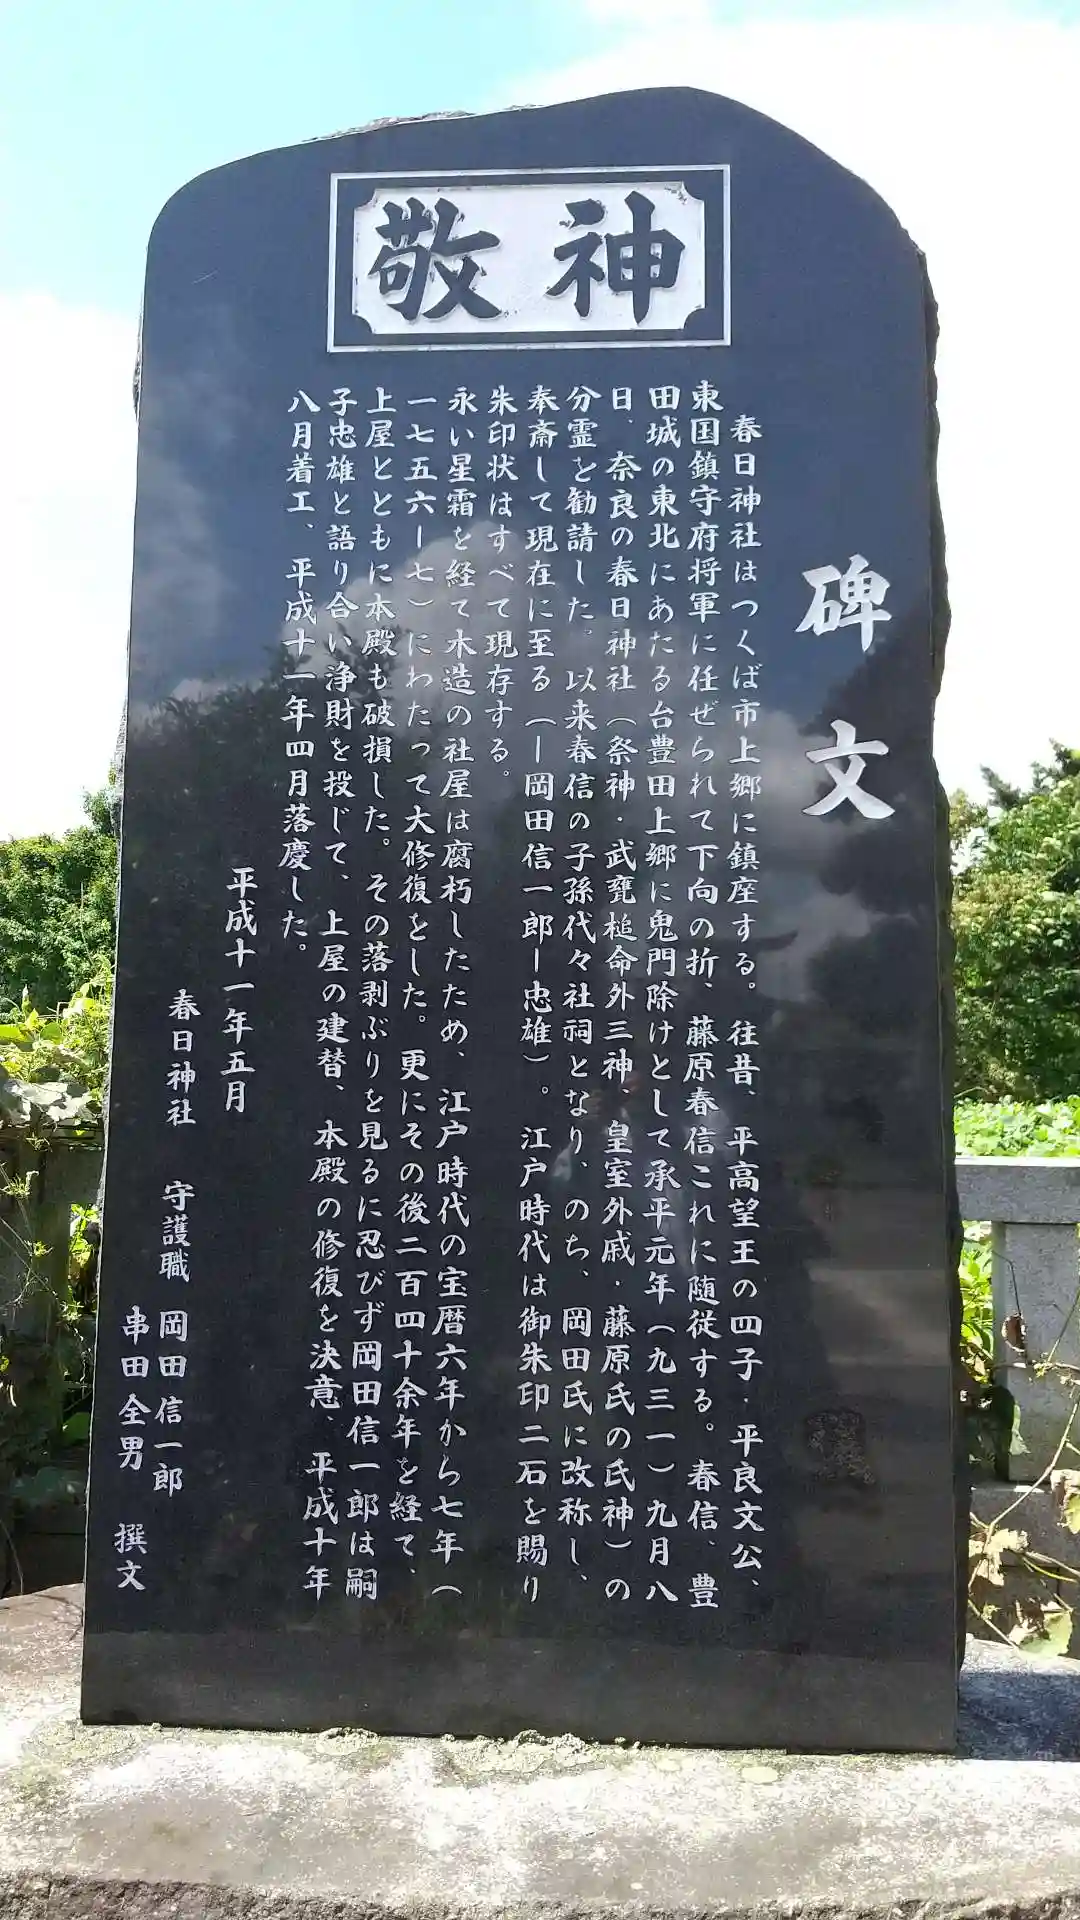 神敬
碑文
春日神社はつくば市上郷に鎮座する。往昔、平高望王の四子・平良文公、
東国鎮守府将軍に任ぜられて下向の折、藤原春信これに随従する。春信、豊
田城の東北にあたる台豊田上郷に鬼門除けとして承平元年(九三一)九月八
日、奈良の春日神社(祭神・武甕槌命外三神、皇室外戚・藤原氏の氏神)の
分霊を勧請した。以来春信の子孫代々社祠となり、のち、岡田氏に改称し、
奉斎して現在に至る(ー岡田信一郎ー忠雄)。江戸時代は御朱印二石を賜り
朱印状はすべて現存する。
永い星霜を経て木造の社屋は腐朽したため、江戸時代の宝暦六年から七年(
一七五六ー七)にわたって大修復をした。更にその後二百四十余年を経て、
上屋とともに本殿も破損した。その落剥ぶりを見るに忍びず岡田信一郎は嗣
子忠雄と語り合い浄財を投じて、上屋の建替、本殿の修復を決意、平成十年
八月着工、平成十一年四月落慶した。
平成十一年五月
春日神社 守護職 岡田信一郎
串田全男 撰文